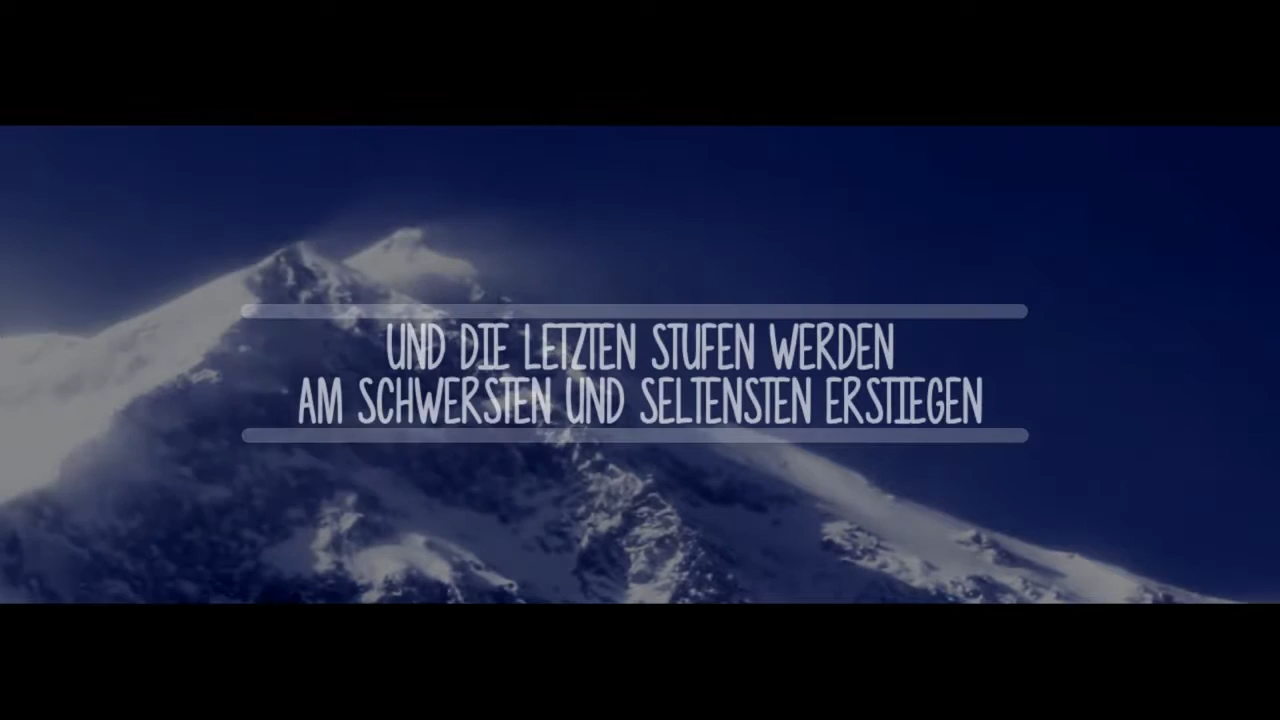 UND DIE LETZTEN STUFEN WERDEN
AM SCHWERSTEN UND SELTENSTEN ERSTIEGEN